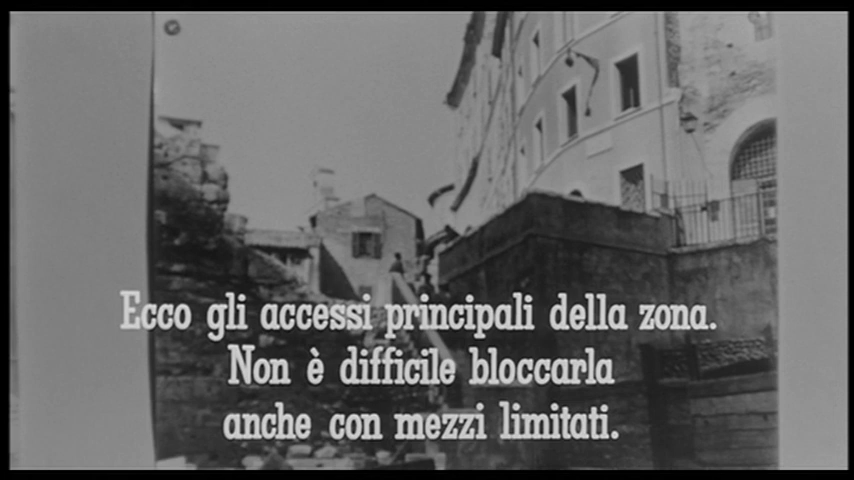 Ecco gli accessi principali della zona.
Non è difficile bloccarla
anche con mezzi limitati.